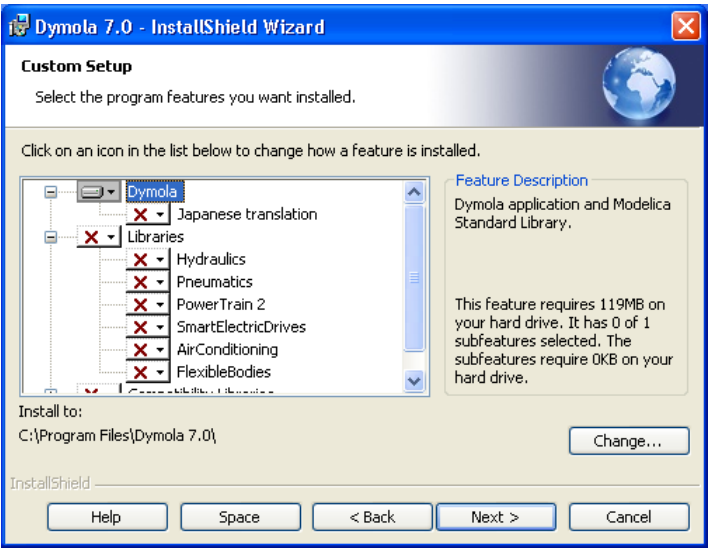 Dymola 7.0 - InstallShield Wizard
Custom Setup
Select the program features you want installed.
Click on an icon in the list below to change how a feature is installed.
Dymola
Japanese translation
Libraries
Hydraulics
Pneumatics
PowerTrain 2
SmartElectricDrives
AirConditioning
FlexibleBodies
Compatibility Libraries
Feature Description
Dymola application and Modelica
Standard Library.
This feature requires 119MB on
your hard drive. It has 0 of 1
subfeatures selected. The
subfeatures require 0KB on your
hard drive.
Install to:
C:\Program Files\Dymola 7.0\
Change...
InstallShield
Help
Space
< Back
Next >
Cancel